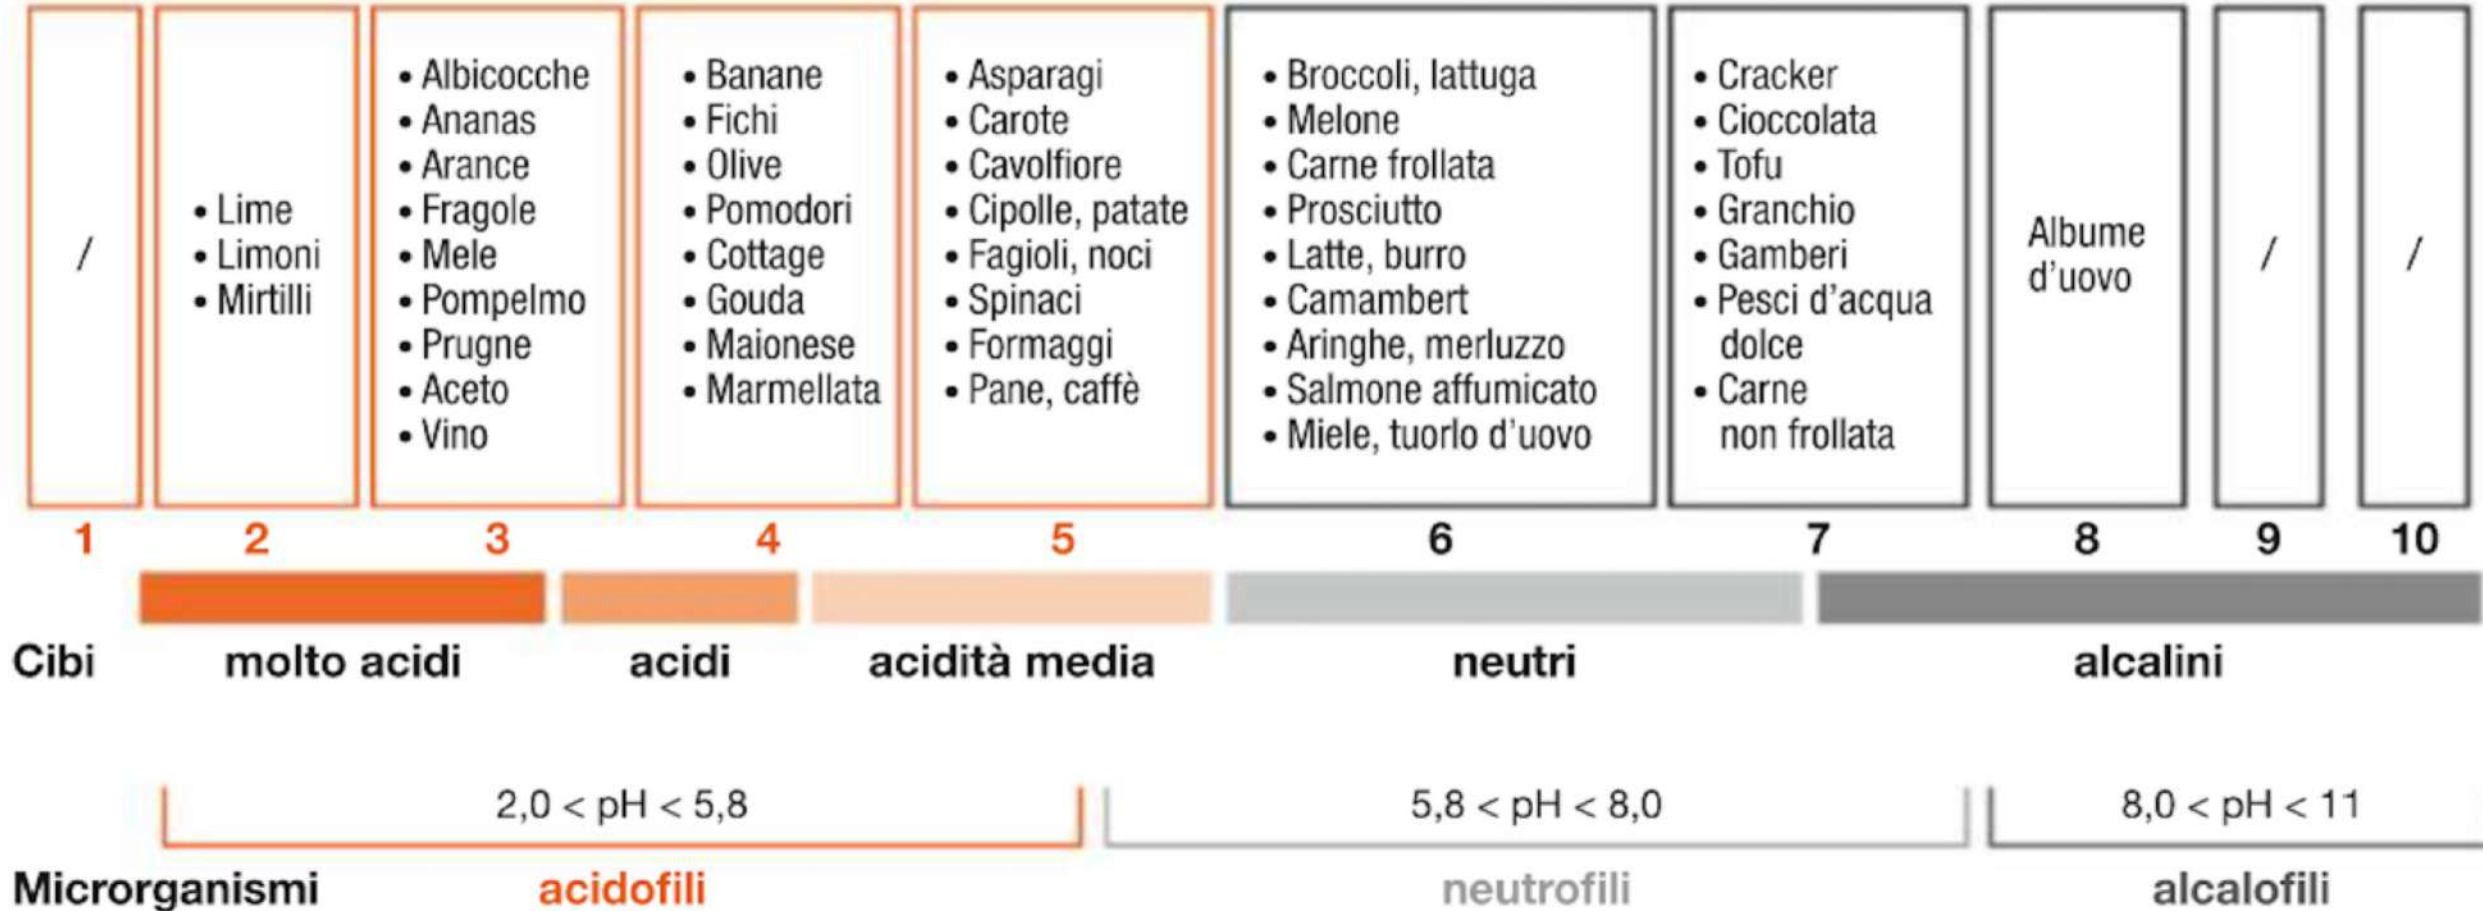 /
• Lime
• Limoni
• Mirtilli
• Albicocche
• Ananas
• Arance
• Fragole
• Mele
• Pompelmo
• Prugne
• Aceto
• Vino
• Banane
• Fichi
• Olive
• Pomodori
• Cottage
• Gouda
• Maionese
• Marmellata
• Asparagi
• Carote
• Cavolfiore
• Cipolle, patate
• Fagioli, noci
• Spinaci
• Formaggi
• Pane, caffè
• Broccoli, lattuga
• Melone
• Carne frollata
• Prosciutto
• Latte, burro
• Camambert
• Aringhe, merluzzo
• Salmone affumicato
• Miele, tuorlo d'uovo
• Cracker
• Cioccolata
• Tofu
• Granchio
• Gamberi
• Pesci d'acqua
dolce
• Carne
non frollata
Albume
d'uovo
/
/
1 2 3 4 5 6 7 8 9 10
Cibi molto acidi acidi acidità media neutri alcalini
2,0 < pH < 5,8 5,8 < pH < 8,0 8,0 < pH < 11
Microrganismi acidofili neutrofili alcalofili